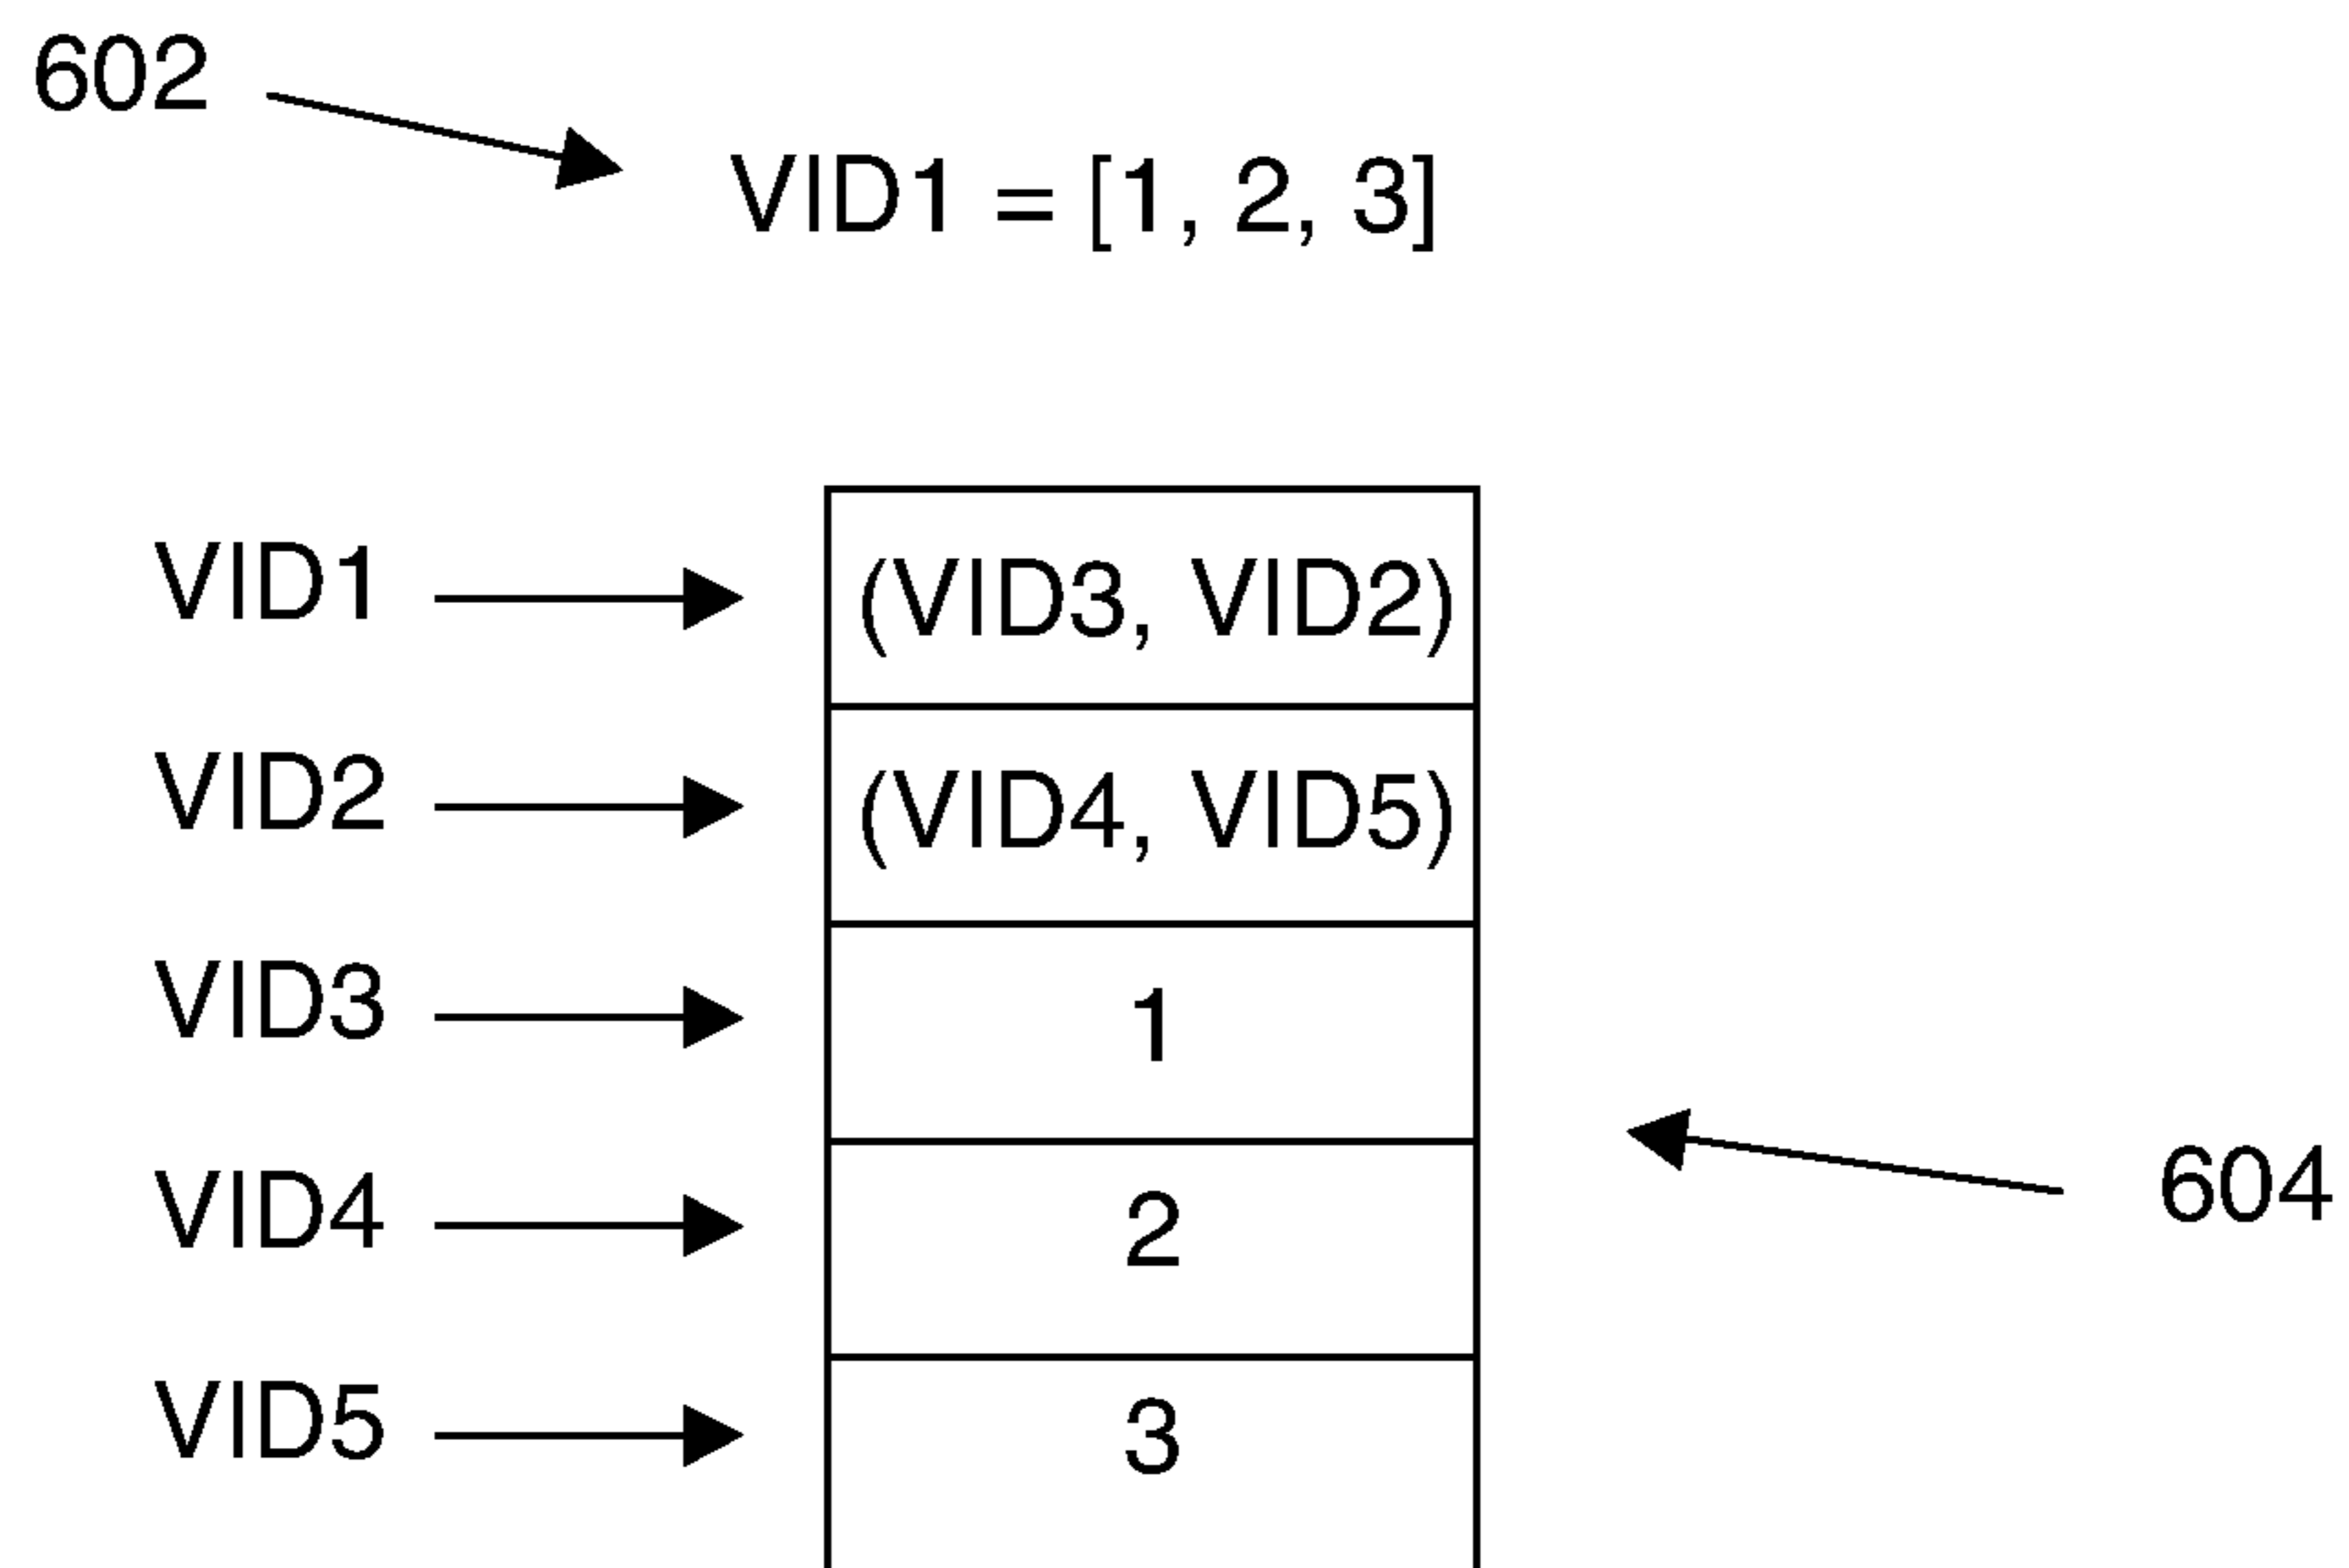 602
VID1 = [1, 2, 3]
VID1 (VID3, VID2)
VID2 (VID4, VID5)
VID3 1
VID4 2
604
VID5 3